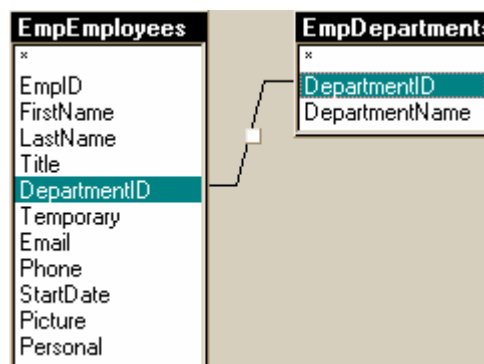 EmpEmployees
*
EmpID
FirstName
LastName
Title
DepartmentID
Temporary
Email
Phone
StartDate
Picture
Personal
EmpDepartments
*
DepartmentID
DepartmentName